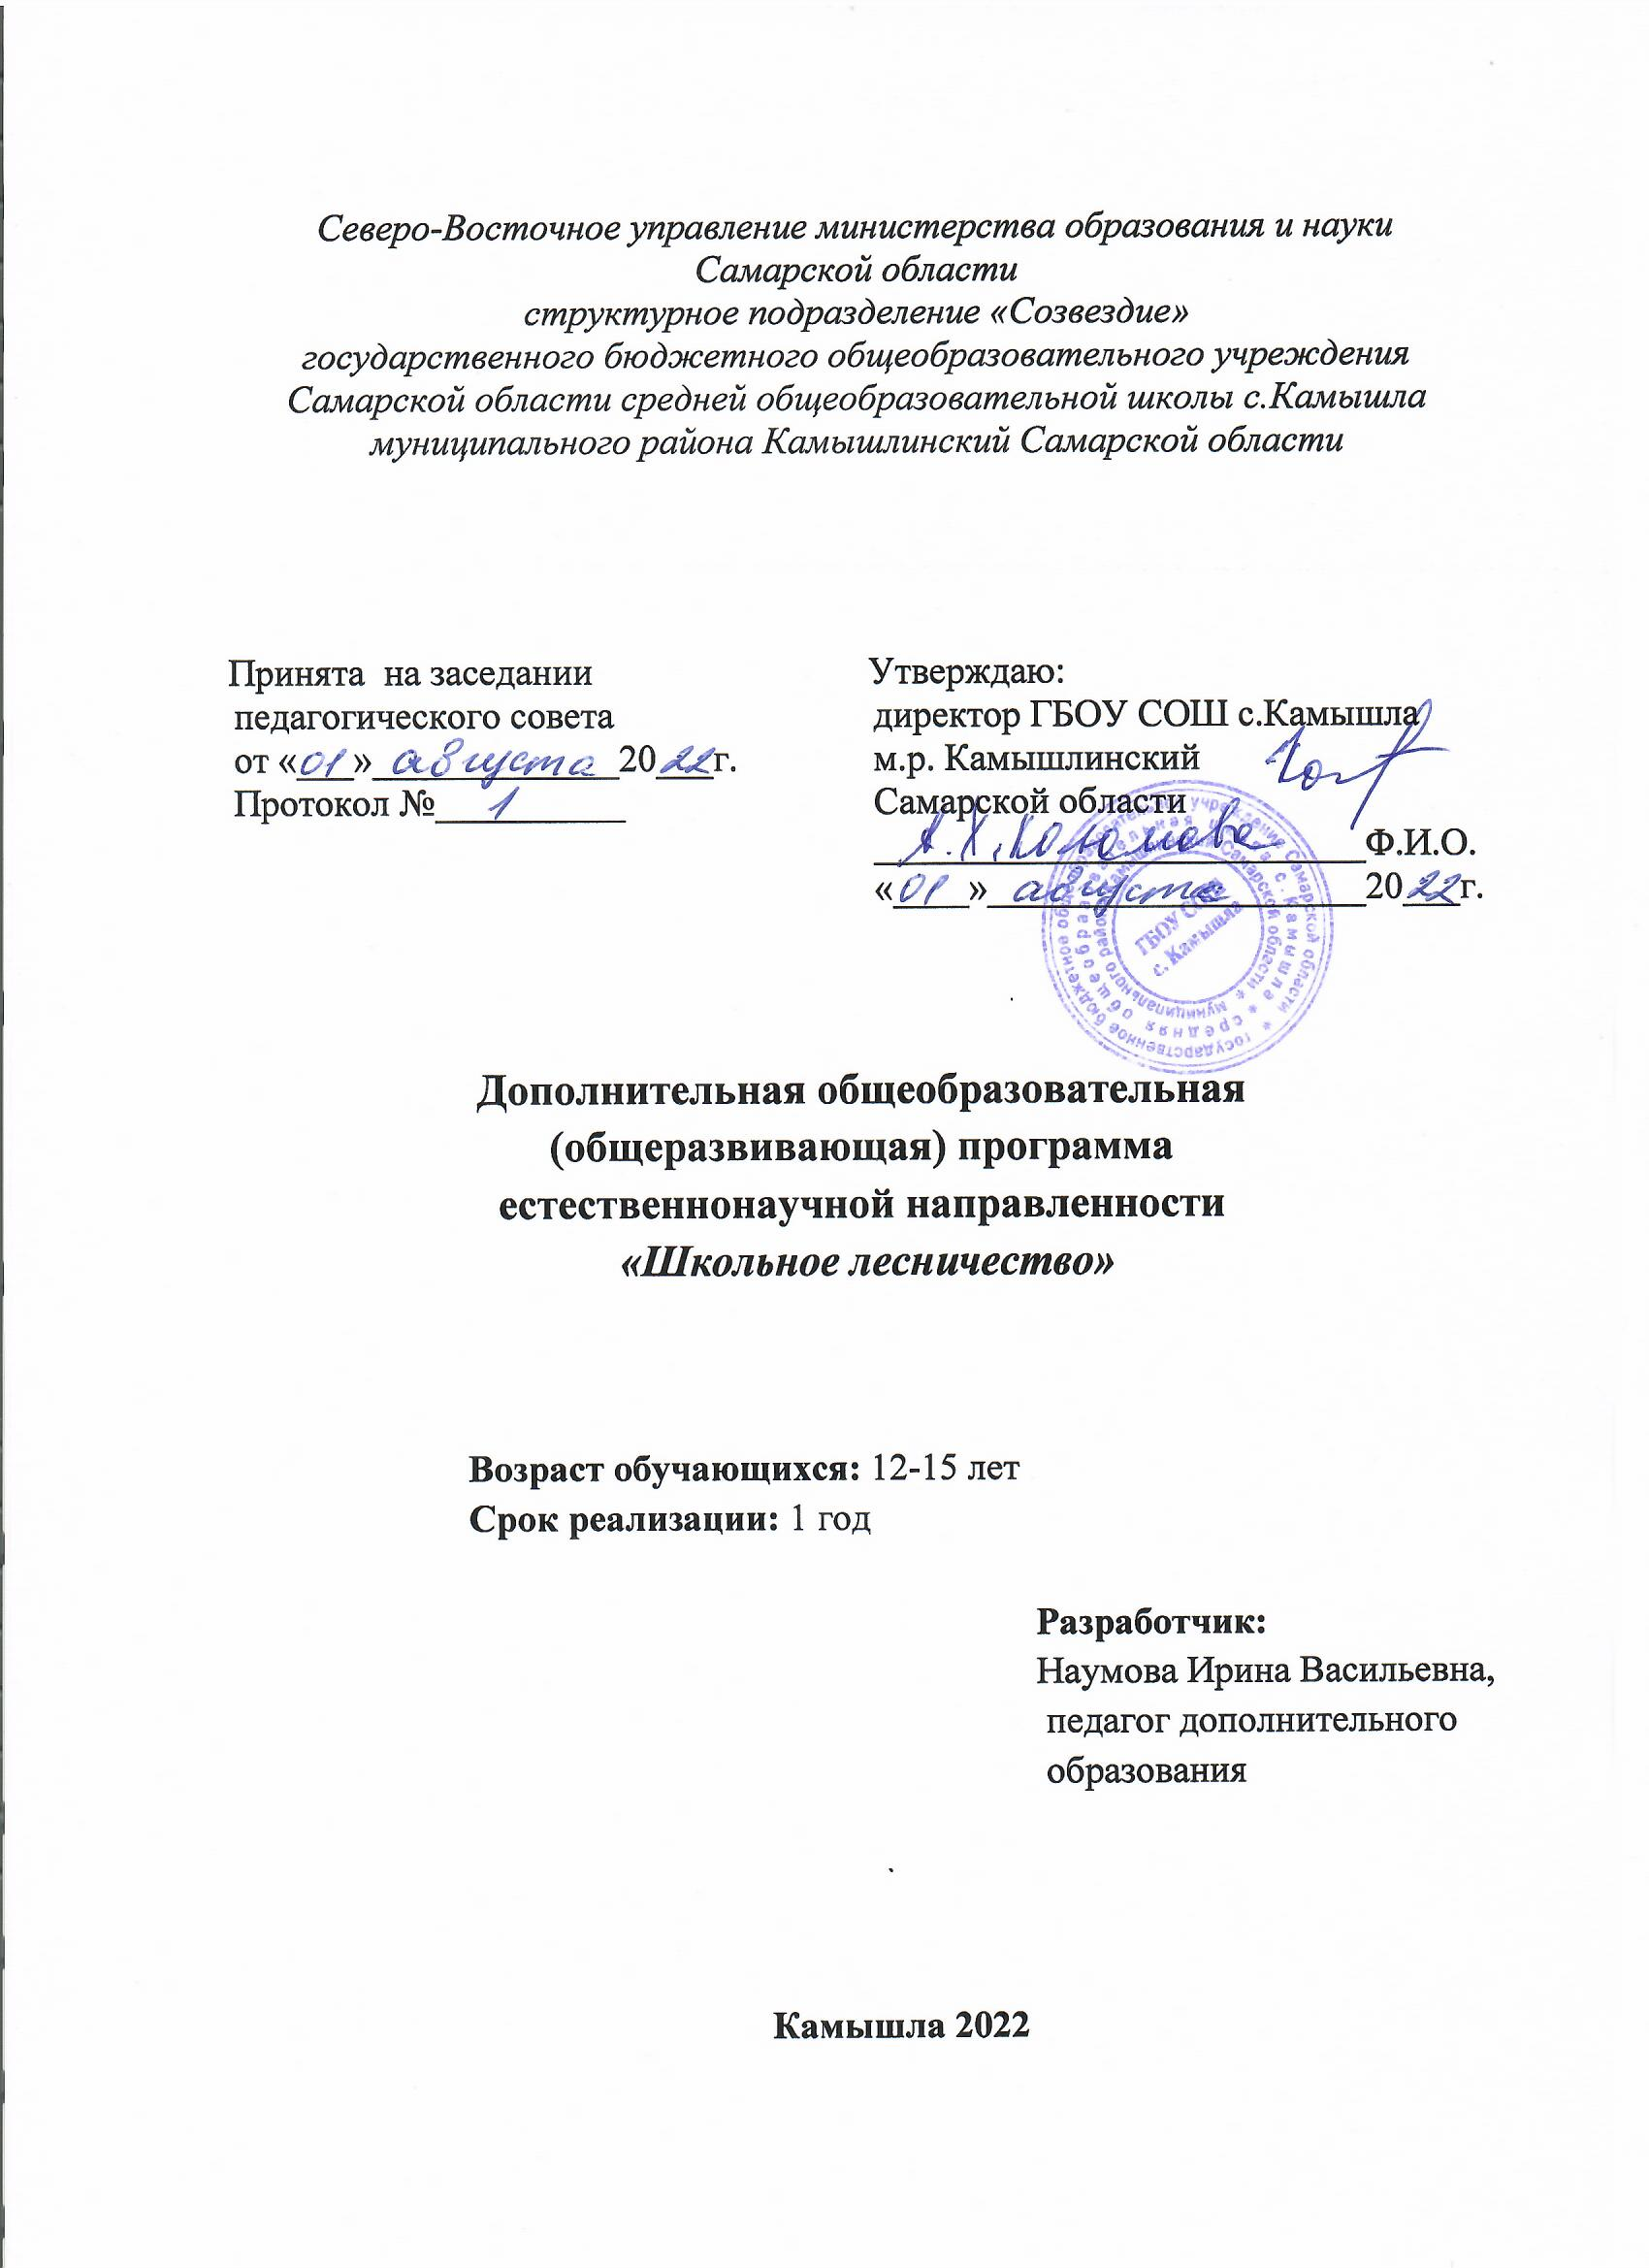 Северо-Восточное управление министерства образования и науки
Самарской области
структурное подразделение «Созвездие»
государственного бюджетного общеобразовательного учреждения
Самарской области средней общеобразовательной школы с.Камышла
муниципального района Камышлинский Самарской области
Принята на заседании
педагогического совета
от «01» августа 2022г.
Протокол № 1
Утверждаю:
директор ГБОУ СОШ с.Камышла
м.р. Камышлинский
Самарской области
А.Х. Ф.И.О.
«01» августа 2022г.
ГБОУ СОШ
с. Камышла
Дополнительная общеобразовательная
(общеразвивающая) программа
естественнонаучной направленности
«Школьное лесничество»
Возраст обучающихся: 12-15 лет
Срок реализации: 1 год
Разработчик:
Наумова Ирина Васильевна,
педагог дополнительного
образования
Камышла 2022